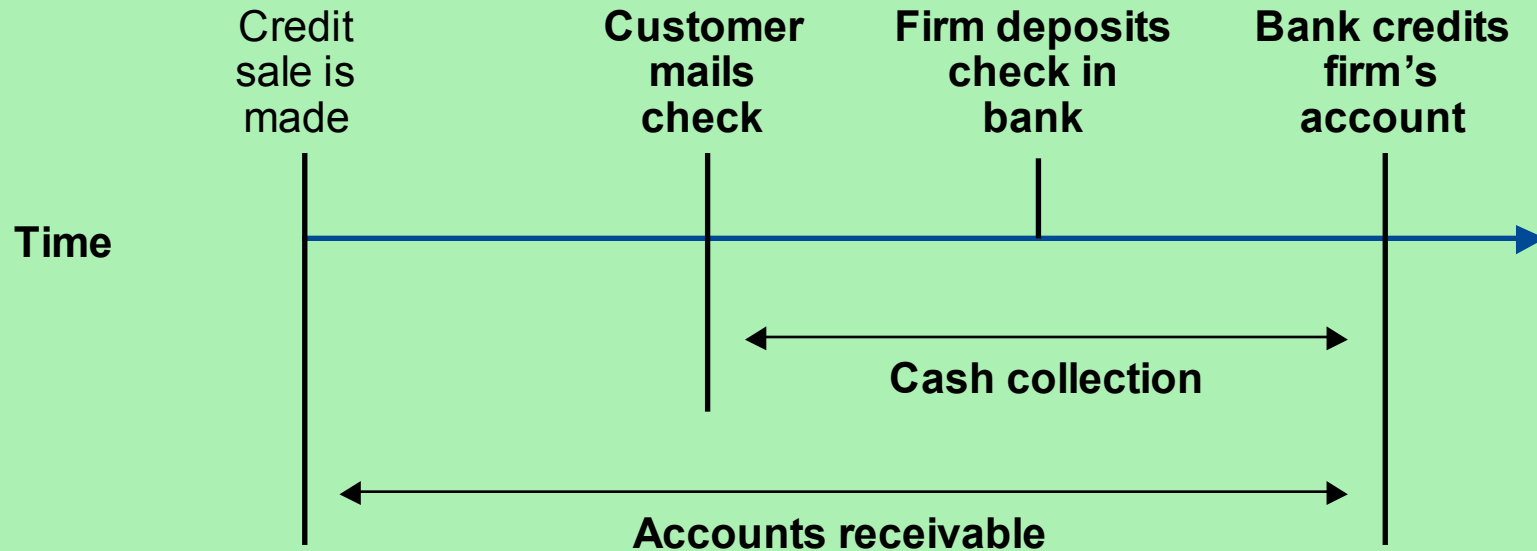 Credit
sale is
made
Customer
mails
check
Firm deposits
check in
bank
Bank credits
firm’s
account
Time
Cash collection
Accounts receivable